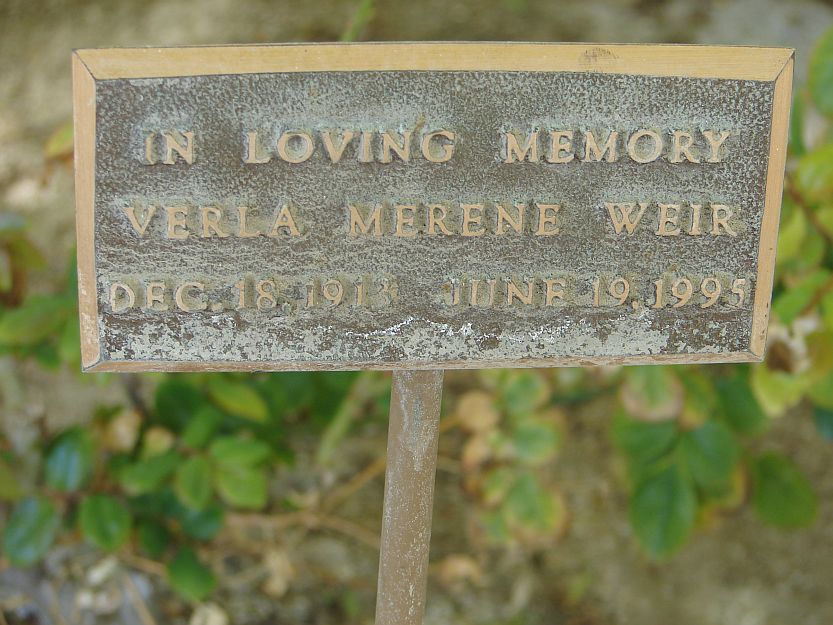 IN LOVING MEMORY
VERLA MERENE WEIR
DEC. 18, 1913 JUNE 19, 1995